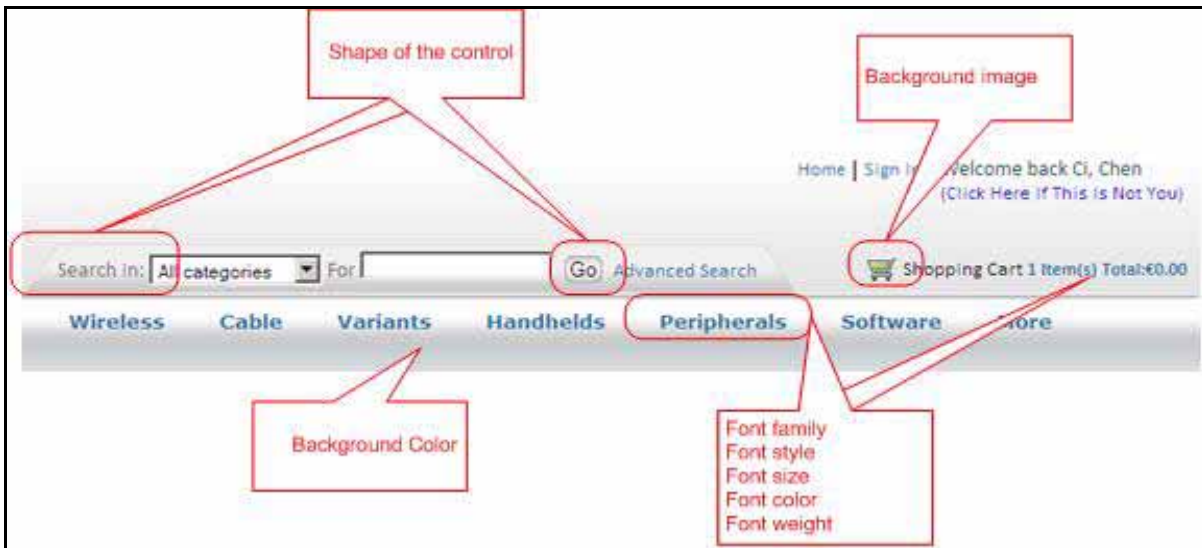 Shape of the control
Background image
Home | Sign In Welcome back Ci, Chen
(Click Here If This Is Not You)
Search In: All categories For Go Advanced Search
Shopping Cart 1 Item(s) Total:€0.00
Wireless Cable Variants Handhelds Peripherals Software More
Background Color
Font family
Font style
Font size
Font color
Font weight